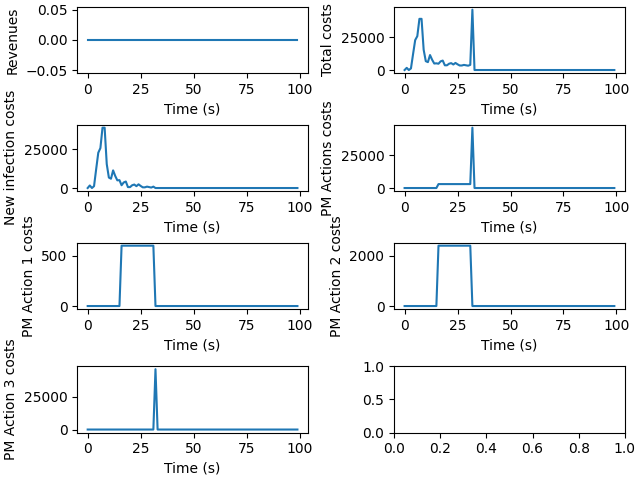 Revenues
0.05
0.00
−0.05
0 25 50 75 100
Time (s)
Total costs
25000
0
0 25 50 75 100
Time (s)
New infection costs
25000
0
0 25 50 75 100
Time (s)
PM Actions costs
25000
0
0 25 50 75 100
Time (s)
PM Action 1 costs
500
0
0 25 50 75 100
Time (s)
PM Action 2 costs
2000
0
0 25 50 75 100
Time (s)
PM Action 3 costs
25000
0
0 25 50 75 100
Time (s)
1.0
0.5
0.0
0.0 0.2 0.4 0.6 0.8 1.0